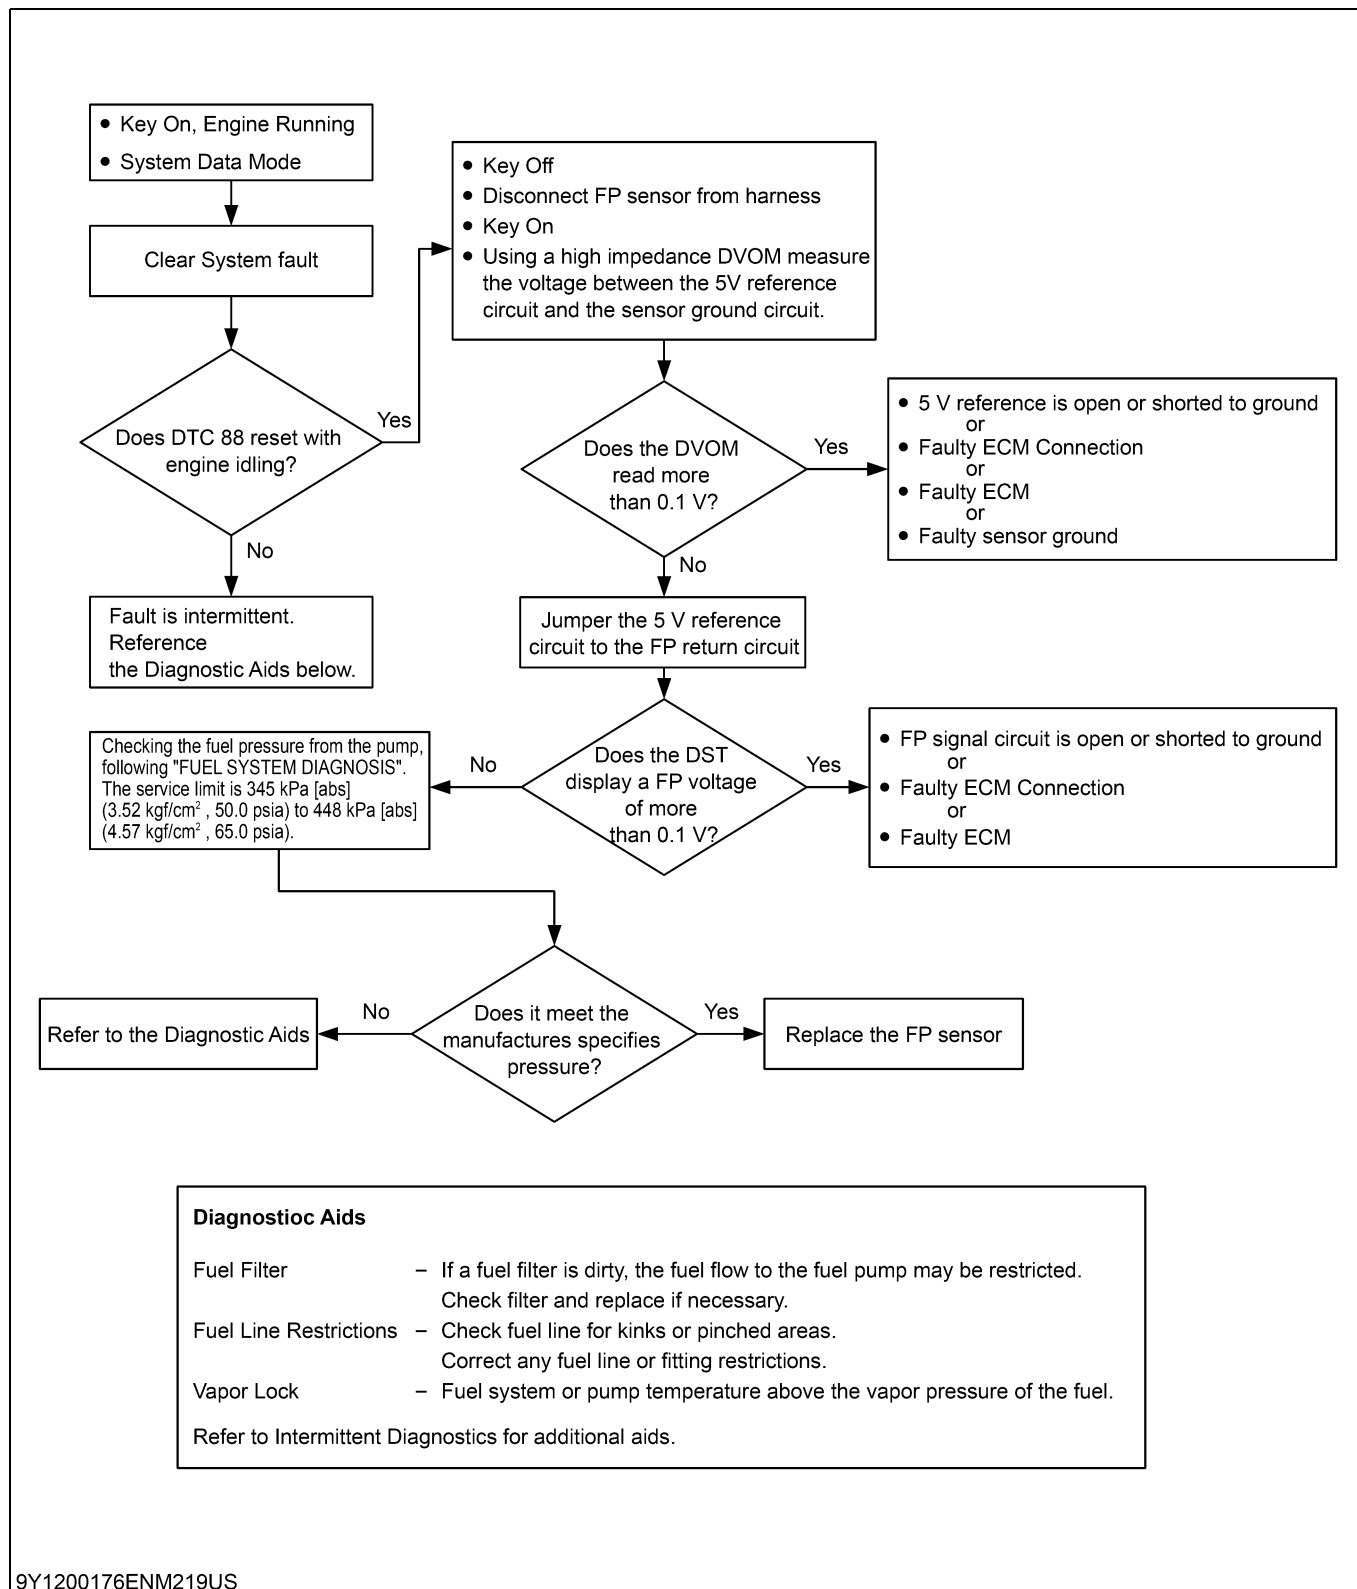 ● Key On, Engine Running
● System Data Mode
Clear System fault
Does DTC 88 reset with
engine idling?
Yes
No
Fault is intermittent.
Reference
the Diagnostic Aids below.
● Key Off
● Disconnect FP sensor from harness
● Key On
● Using a high impedance DVOM measure
the voltage between the 5V reference
circuit and the sensor ground circuit.
Does the DVOM
read more
than 0.1 V?
Yes
● 5 V reference is open or shorted to ground
or
● Faulty ECM Connection
or
● Faulty ECM
or
● Faulty sensor ground
No
Jumper the 5 V reference
circuit to the FP return circuit
Does the DST
display a FP voltage
of more
than 0.1 V?
Yes
● FP signal circuit is open or shorted to ground
or
● Faulty ECM Connection
or
● Faulty ECM
No
Checking the fuel pressure from the pump,
following "FUEL SYSTEM DIAGNOSIS".
The service limit is 345 kPa [abs]
(3.52 kgf/cm², 50.0 psia) to 448 kPa [abs]
(4.57 kgf/cm², 65.0 psia).
Does it meet the
manufactures specifies
pressure?
No
Refer to the Diagnostic Aids
Yes
Replace the FP sensor
Diagnostioc Aids
Fuel Filter – If a fuel filter is dirty, the fuel flow to the fuel pump may be restricted.
Check filter and replace if necessary.
Fuel Line Restrictions – Check fuel line for kinks or pinched areas.
Correct any fuel line or fitting restrictions.
Vapor Lock – Fuel system or pump temperature above the vapor pressure of the fuel.
Refer to Intermittent Diagnostics for additional aids.
9Y1200176ENM219US